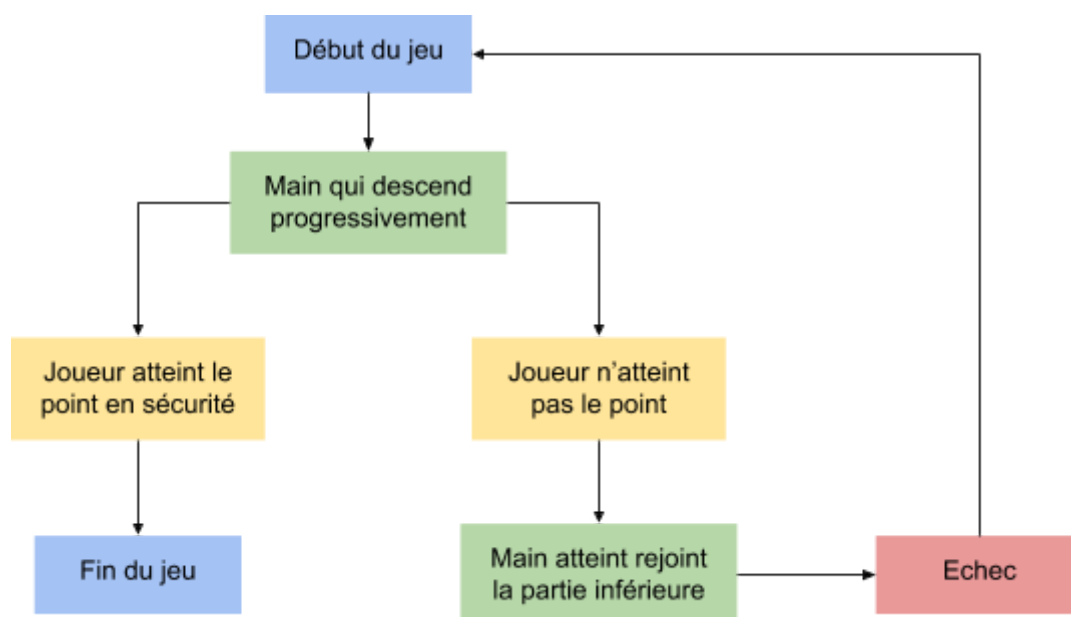 Début du jeu
Main qui descend
progressivement
Joueur atteint le
point en sécurité
Joueur n’atteint
pas le point
Fin du jeu
Main atteint rejoint
la partie inférieure
Echec